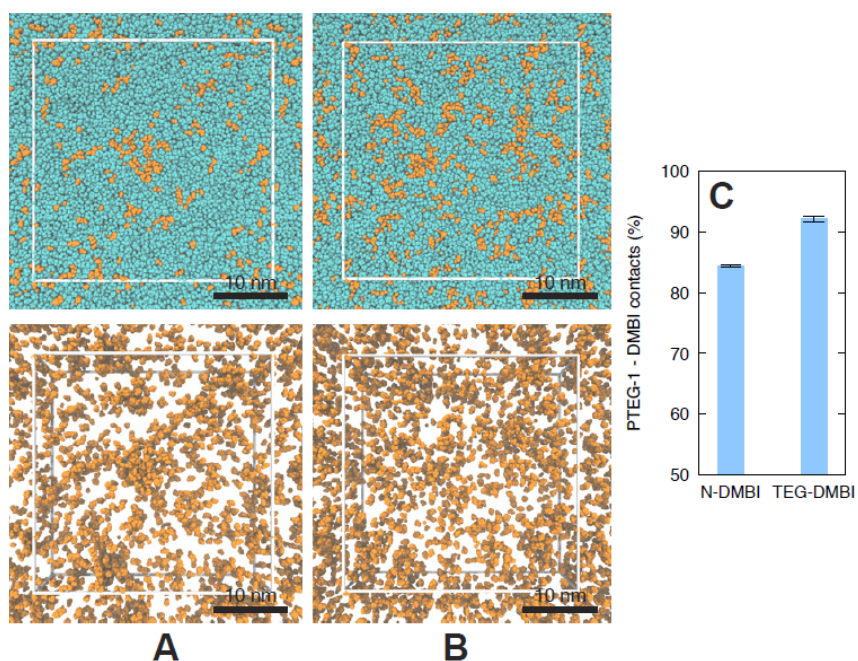 10 nm
10 nm
10 nm
10 nm
A
B
C
PTEG-1 - DMBI contacts (%)
100
90
80
70
60
50
N-DMBI TEG-DMBI